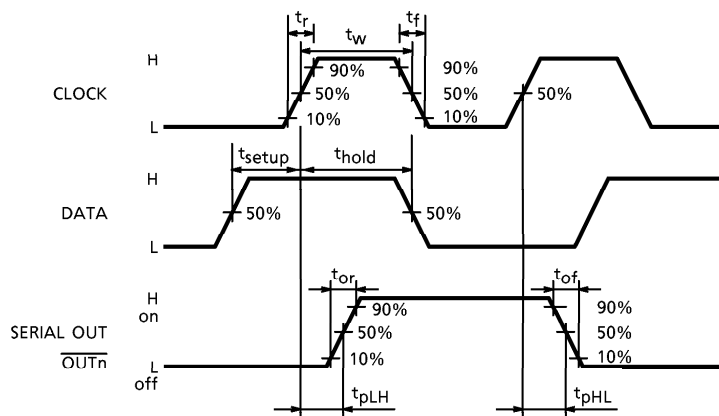 tr tf
tw
H
CLOCK
90% 90%
50% 50% 50%
10% 10%
L
tsetup thold
H
DATA
50% 50%
L
tor tof
H
on
90% 90%
SERIAL OUT
50% 50%
OUTn
10% 10%
L
off
tpLH tpHL